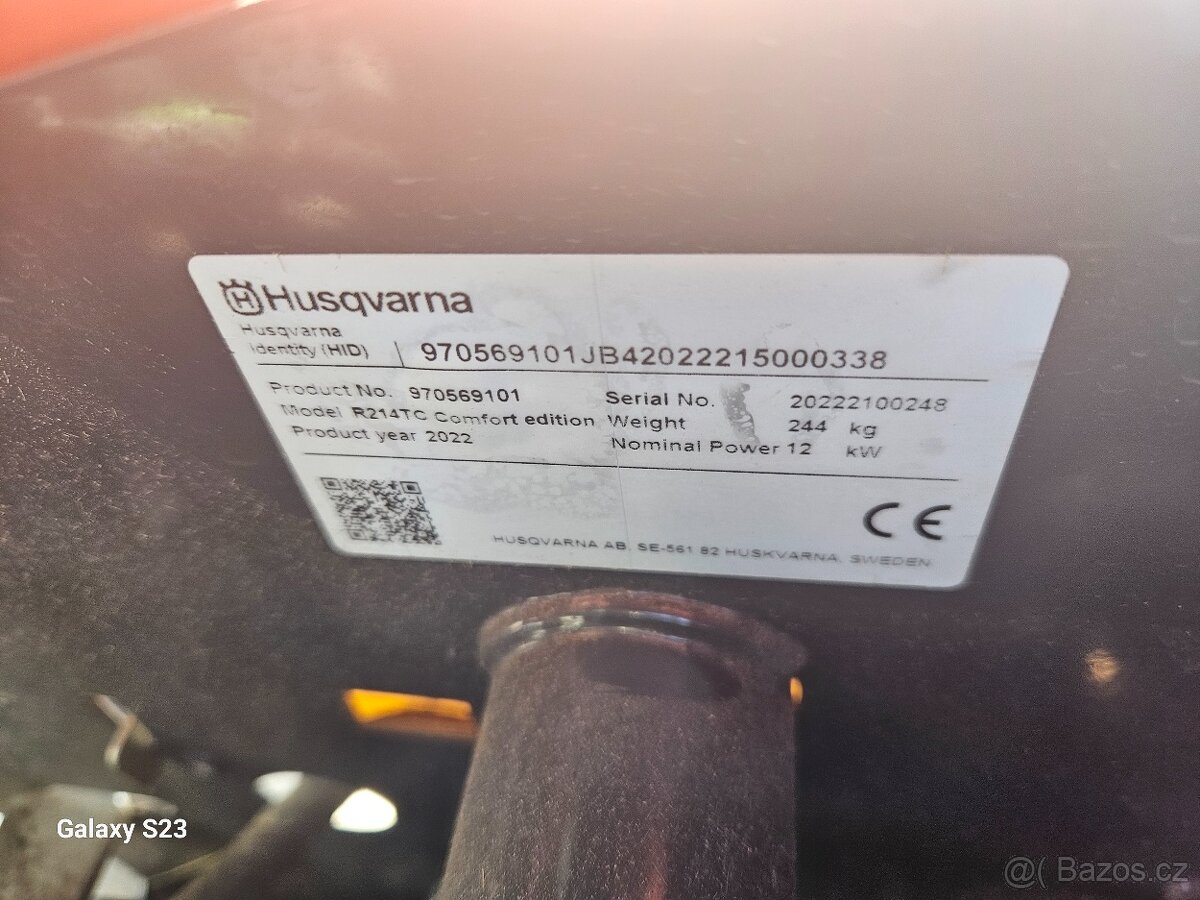 Husqvarna
Husqvarna
Identity (HID) 970569101JB42022215000338
Product No. 970569101 Serial No. 20222100248
Model R214TC Comfort edition Weight 244 kg
Product year 2022 Nominal Power 12 kW
CE
HUSQVARNA AB, SE-561 82 HUSKVARNA, SWEDEN
Galaxy S23
@( Bazos.cz